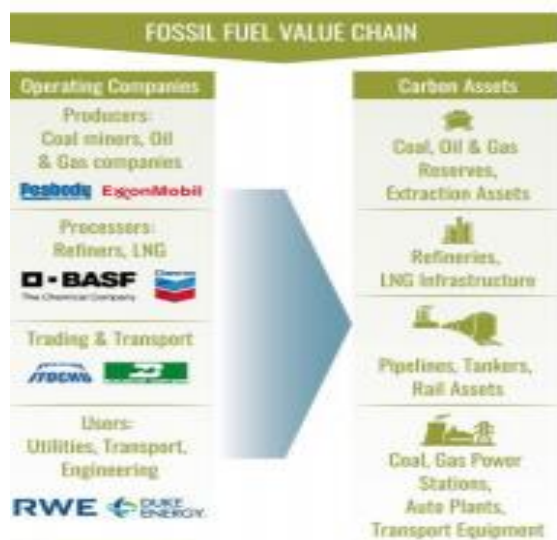 FOSSIL FUEL VALUE CHAIN
Operating Companies
Producers:
Coal miners, Oil
& Gas companies
Peabody ExxonMobil
Processors:
Refiners, LNG
BASF
The Chemical Company
Chevron
Trading & Transport
Users:
Utilities, Transport,
Engineering
RWE DUKE
ENERGY
Carbon Assets
Coal, Oil & Gas
Reserves,
Extraction Assets
Refineries,
LNG Infrastructure
Pipelines, Tankers,
Rail Assets
Coal, Gas Power
Stations,
Auto Plants,
Transport Equipment